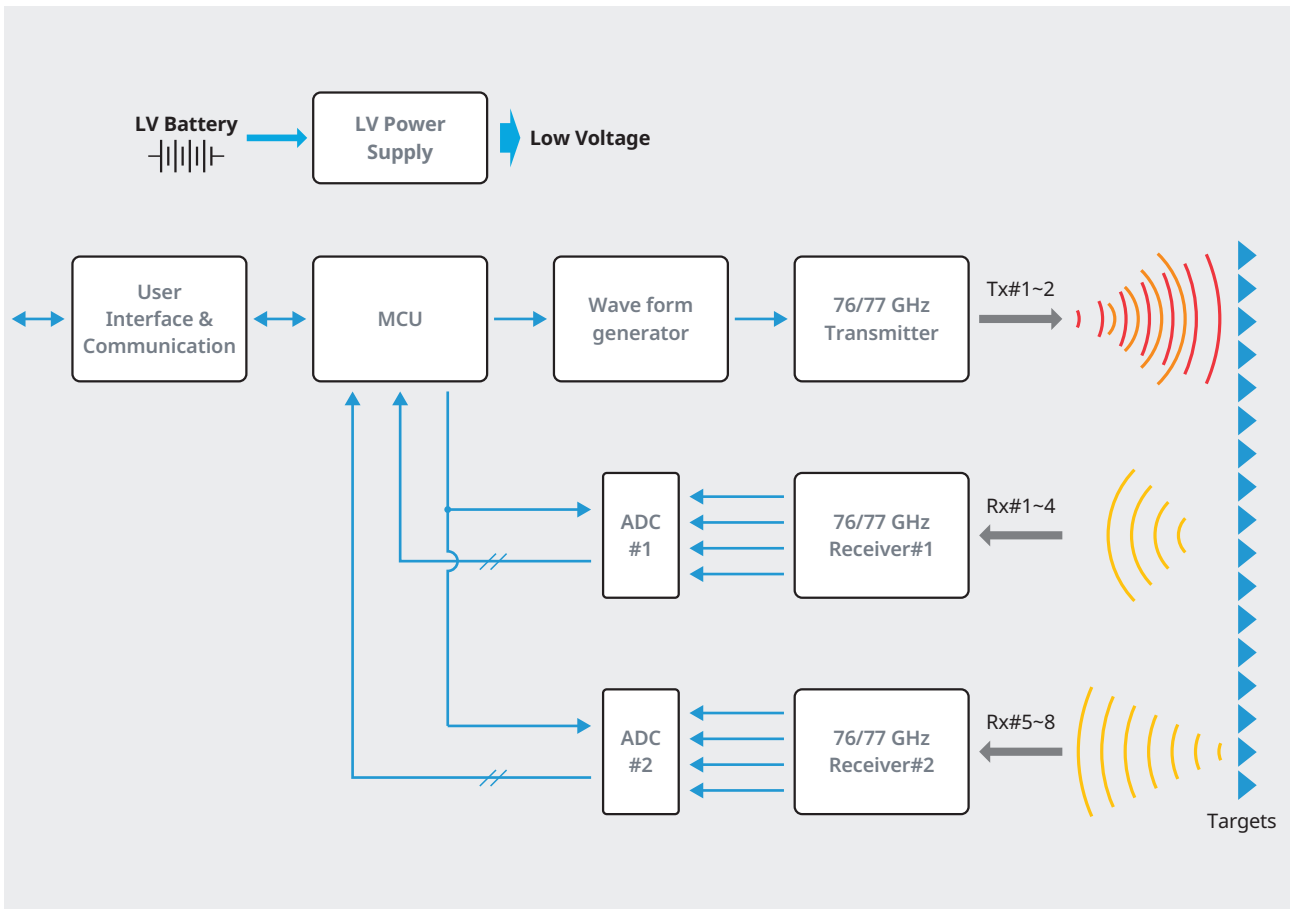 LV Battery
LV Power
Supply
Low Voltage
User
Interface &
Communication
MCU
Wave form
generator
76/77 GHz
Transmitter
Tx#1~2
ADC
#1
76/77 GHz
Receiver#1
Rx#1~4
ADC
#2
76/77 GHz
Receiver#2
Rx#5~8
Targets